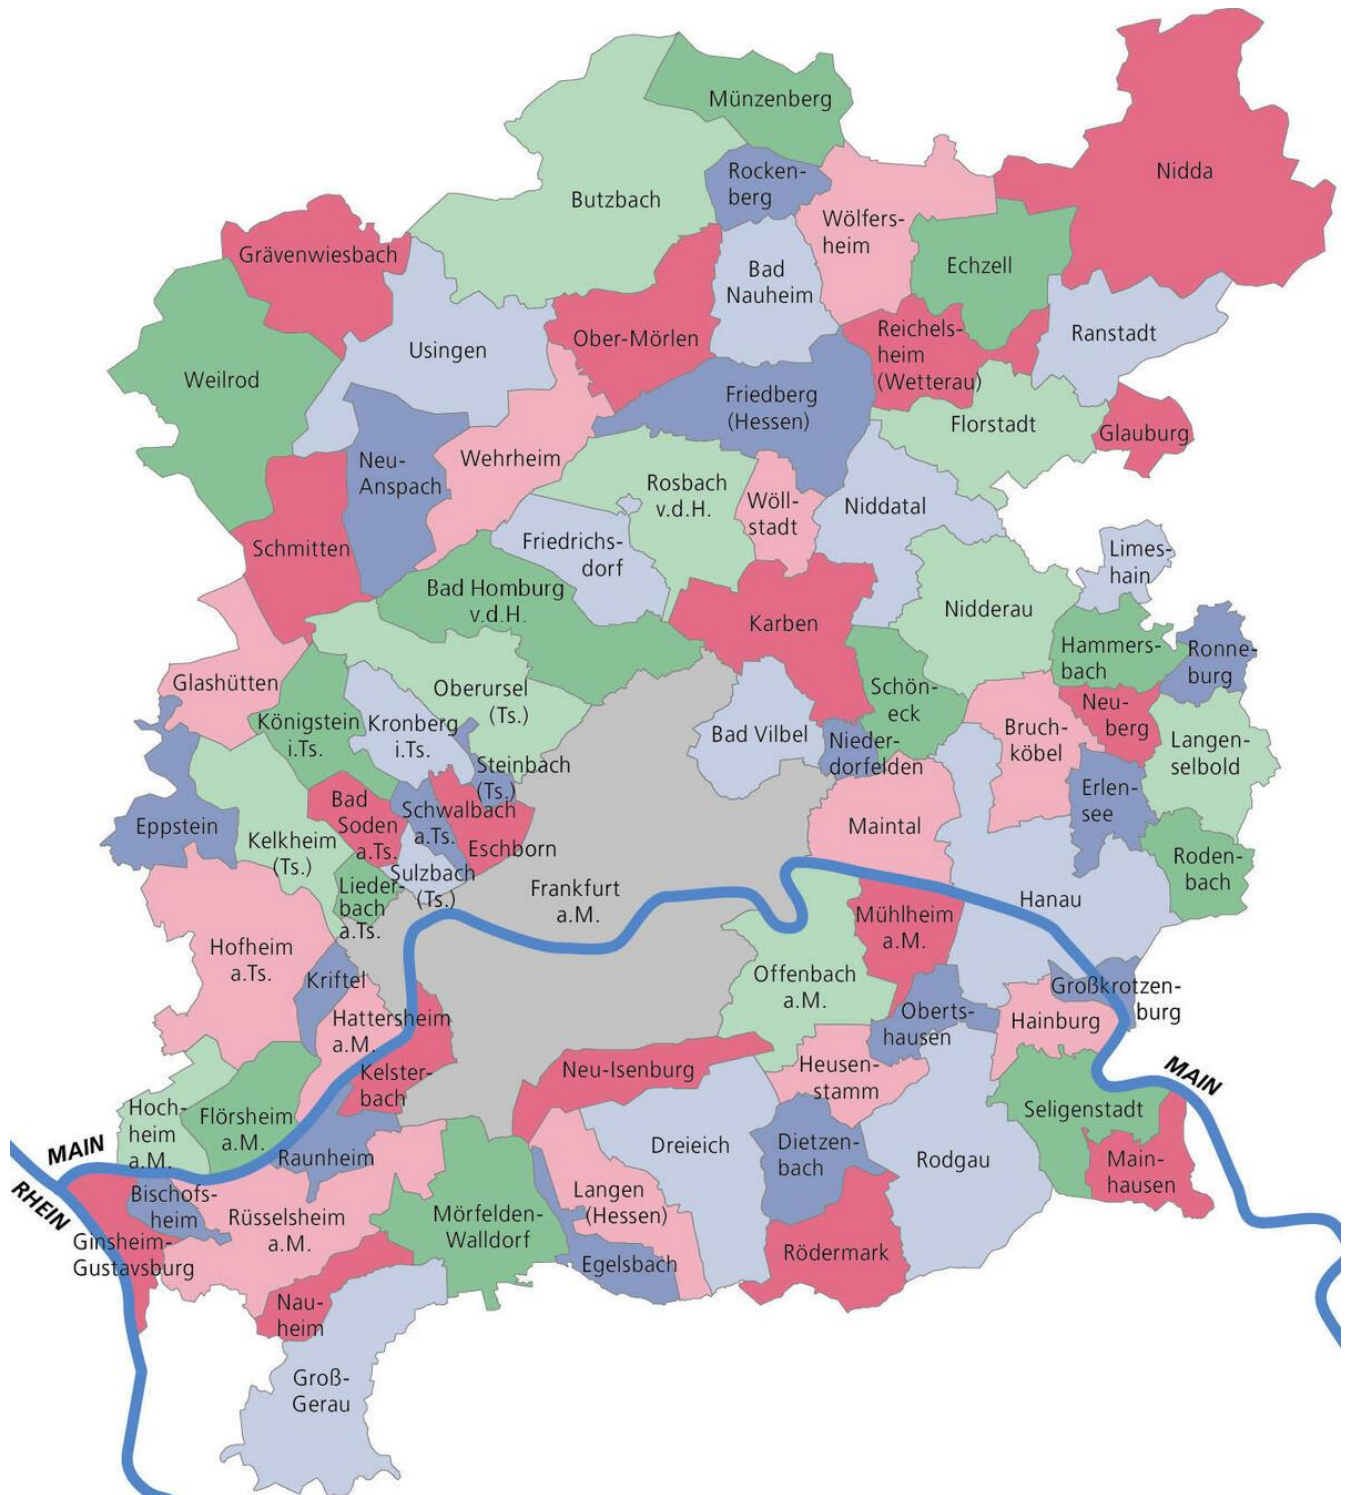 Münzenberg
Nidda
Rocken-
berg
Butzbach
Wölfers-
heim
Grävenwiesbach
Echzell
Bad
Nauheim
Usingen
Ober-Mörlen
Reichels-
heim
(Wetterau)
Ranstadt
Weilrod
Friedberg
(Hessen)
Florstadt
Glauburg
Neu-
Anspach
Wehrheim
Rosbach
v.d.H.
Wöll-
stadt
Niddatal
Schmitten
Friedrichs-
dorf
Limes-
hain
Bad Homburg
v.d.H.
Karben
Nidderau
Hammers-
bach
Ronne-
burg
Glashütten
Oberursel
(Ts.)
Schön-
eck
Neu-
berg
Königstein
i.Ts.
Kronberg
i.Ts.
Bad Vilbel
Nieder-
dorfelden
Bruch-
köbel
Langen-
selbold
Steinbach
(Ts.)
Bad
Soden
a.Ts.
Schwalbach
a.Ts.
Erlen-
see
Eppstein
Kelkheim
(Ts.)
Eschborn
Maintal
Sulzbach
(Ts.)
Roden-
bach
Lieder-
bach
a.Ts.
Frankfurt
a.M.
Hanau
Mühlheim
a.M.
Hofheim
a.Ts.
Kriftel
Offenbach
a.M.
Großkrotzen-
burg
Hattersheim
a.M.
Oberts-
hausen
Hainburg
Kelster-
bach
Neu-Isenburg
Heusen-
stamm
MAIN
Hoch-
heim
a.M.
Flörsheim
a.M.
Seligenstadt
MAIN
Raunheim
Dreieich
Dietzen-
bach
Rodgau
Main-
hausen
RHEIN
Bischofs-
heim
Rüsselsheim
a.M.
Mörfelden-
Walldorf
Langen
(Hessen)
Ginsheim-
Gustavsburg
Egelsbach
Rödermark
Nau-
heim
Groß-
Gerau